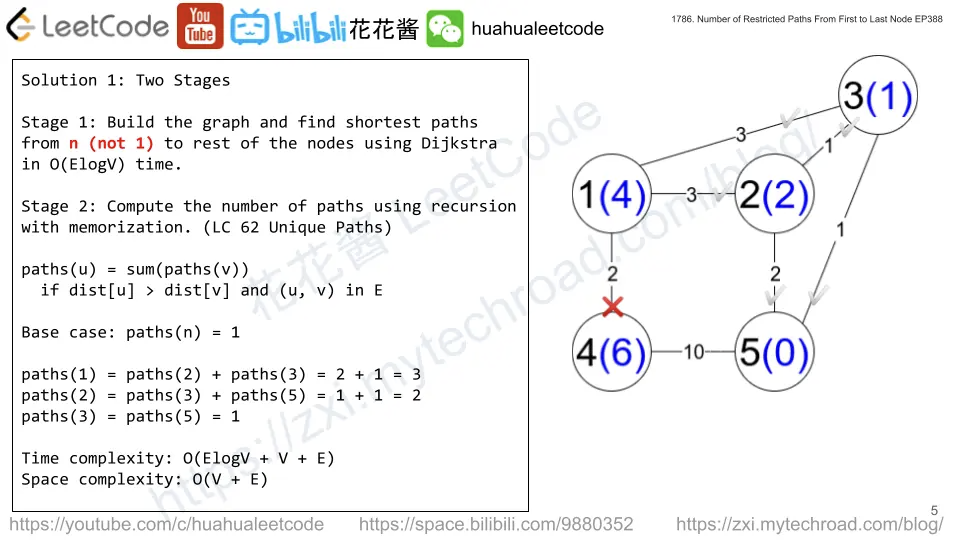 LeetCode
You
Tube
bilibili
花花酱
huahualeetcode
1786. Number of Restricted Paths From First to Last Node EP388
Solution 1: Two Stages
Stage 1: Build the graph and find shortest paths
from n (not 1) to rest of the nodes using Dijkstra
in O(ElogV) time.
Stage 2: Compute the number of paths using recursion
with memorization. (LC 62 Unique Paths)
paths(u) = sum(paths(v))
if dist[u] > dist[v] and (u, v) in E
Base case: paths(n) = 1
paths(1) = paths(2) + paths(3) = 2 + 1 = 3
paths(2) = paths(3) + paths(5) = 1 + 1 = 2
paths(3) = paths(5) = 1
Time complexity: O(ElogV + V + E)
Space complexity: O(V + E)
3(1)
3
1
1(4)
3
2(2)
1
2
2
4(6)
10
5(0)
花花酱 LeetCode
https://zxi.mytechroad.com/blog/
5
https://youtube.com/c/huahualeetcode
https://space.bilibili.com/9880352
https://zxi.mytechroad.com/blog/